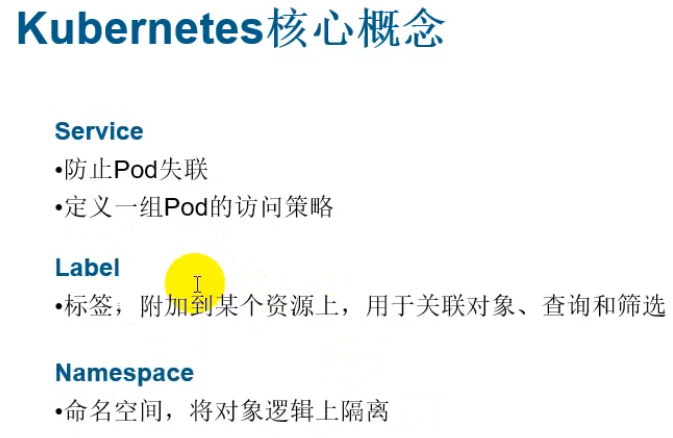 Kubernetes核心概念
Service
•防止Pod失联
•定义一组Pod的访问策略
Label
•标签，附加到某个资源上，用于关联对象、查询和筛选
Namespace
•命名空间，将对象逻辑上隔离